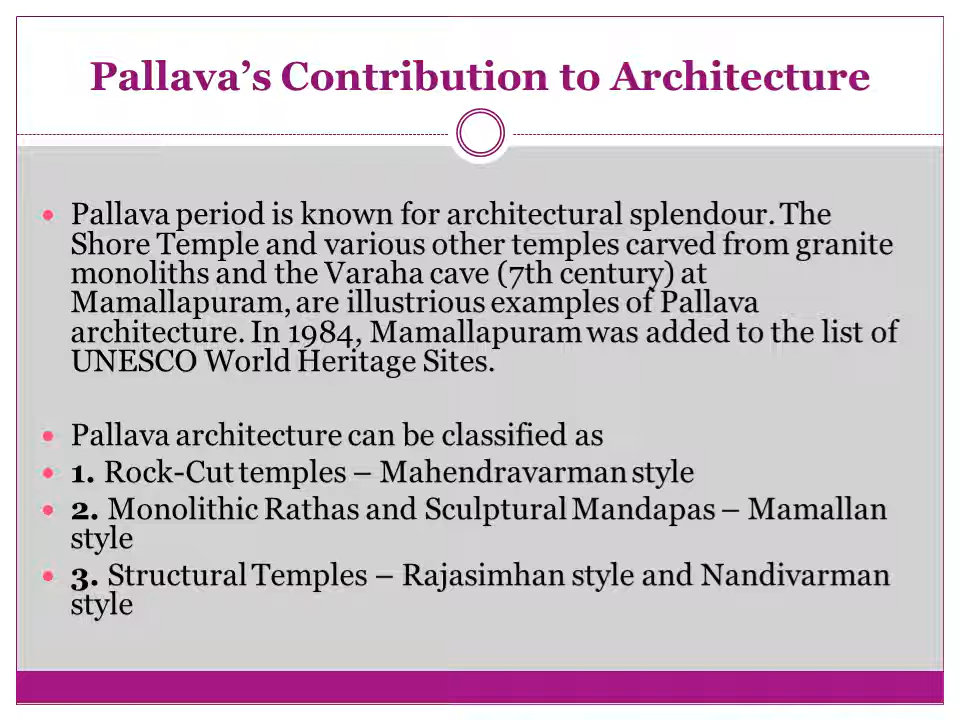 Pallava’s Contribution to Architecture
Pallava period is known for architectural splendour. The
Shore Temple and various other temples carved from granite
monoliths and the Varaha cave (7th century) at
Mamallapuram, are illustrious examples of Pallava
architecture. In 1984, Mamallapuram was added to the list of
UNESCO World Heritage Sites.
Pallava architecture can be classified as
1. Rock-Cut temples – Mahendravarman style
2. Monolithic Rathas and Sculptural Mandapas – Mamallan
style
3. Structural Temples – Rajasimhan style and Nandivarman
style